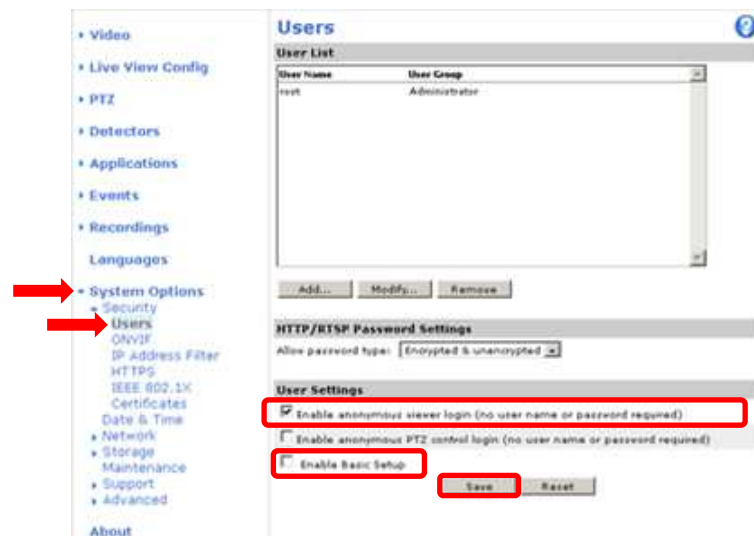 Video
Live View Config
PTZ
Detectors
Applications
Events
Recordings
Languages
System Options
Security
Users
ONVIF
IP Address Filter
HTTPS
IEEE 802.1X
Certificates
Date & Time
Network
Storage
Maintenance
Support
Advanced
About
Users
?
User List
User Name User Group
root Administrator
Add... Modify... Remove
HTTP/RTSP Password Settings
Allow password type: Encrypted & unencrypted
User Settings
Enable anonymous viewer login (no user name or password required)
Enable anonymous PTZ control login (no user name or password required)
Enable Basic Setup
Save Reset